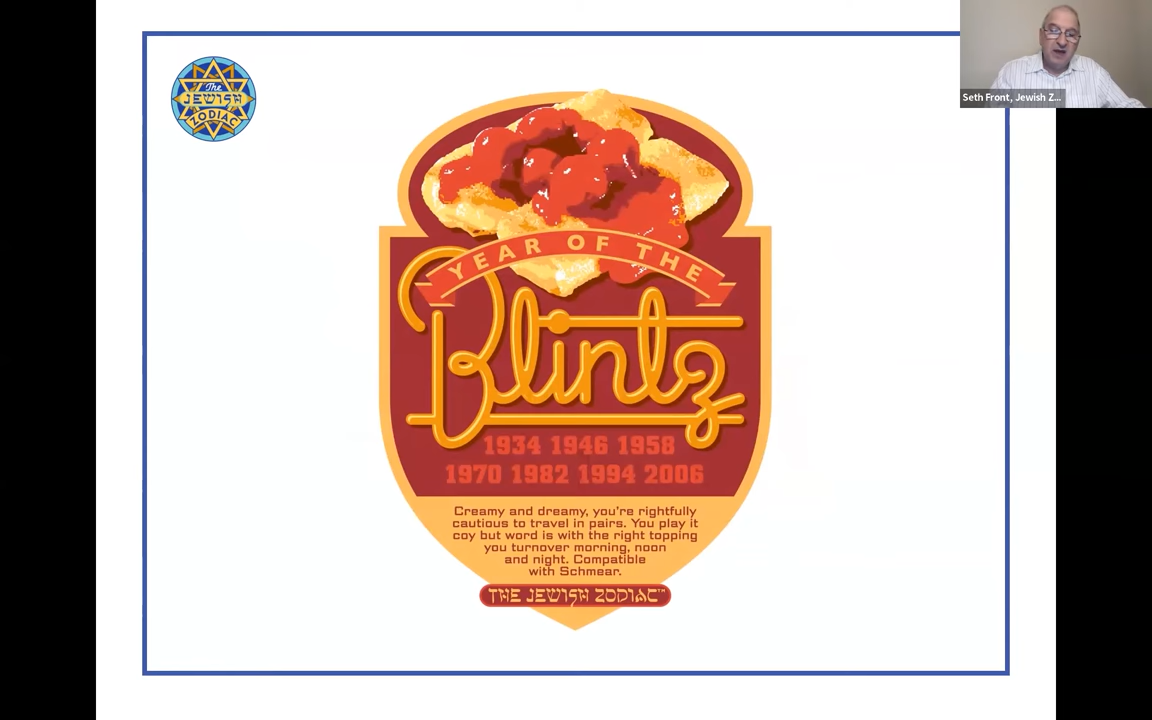 The
JEWISH
ZODIAC
Seth Front, Jewish Z...
YEAR OF THE
Blintz
1934 1946 1958
1970 1982 1994 2006
Creamy and dreamy, you're rightfully
cautious to travel in pairs. You play it
coy but word is with the right topping
you turnover morning, noon
and night. Compatible
with Schmear.
THE JEWISH ZODIAC™